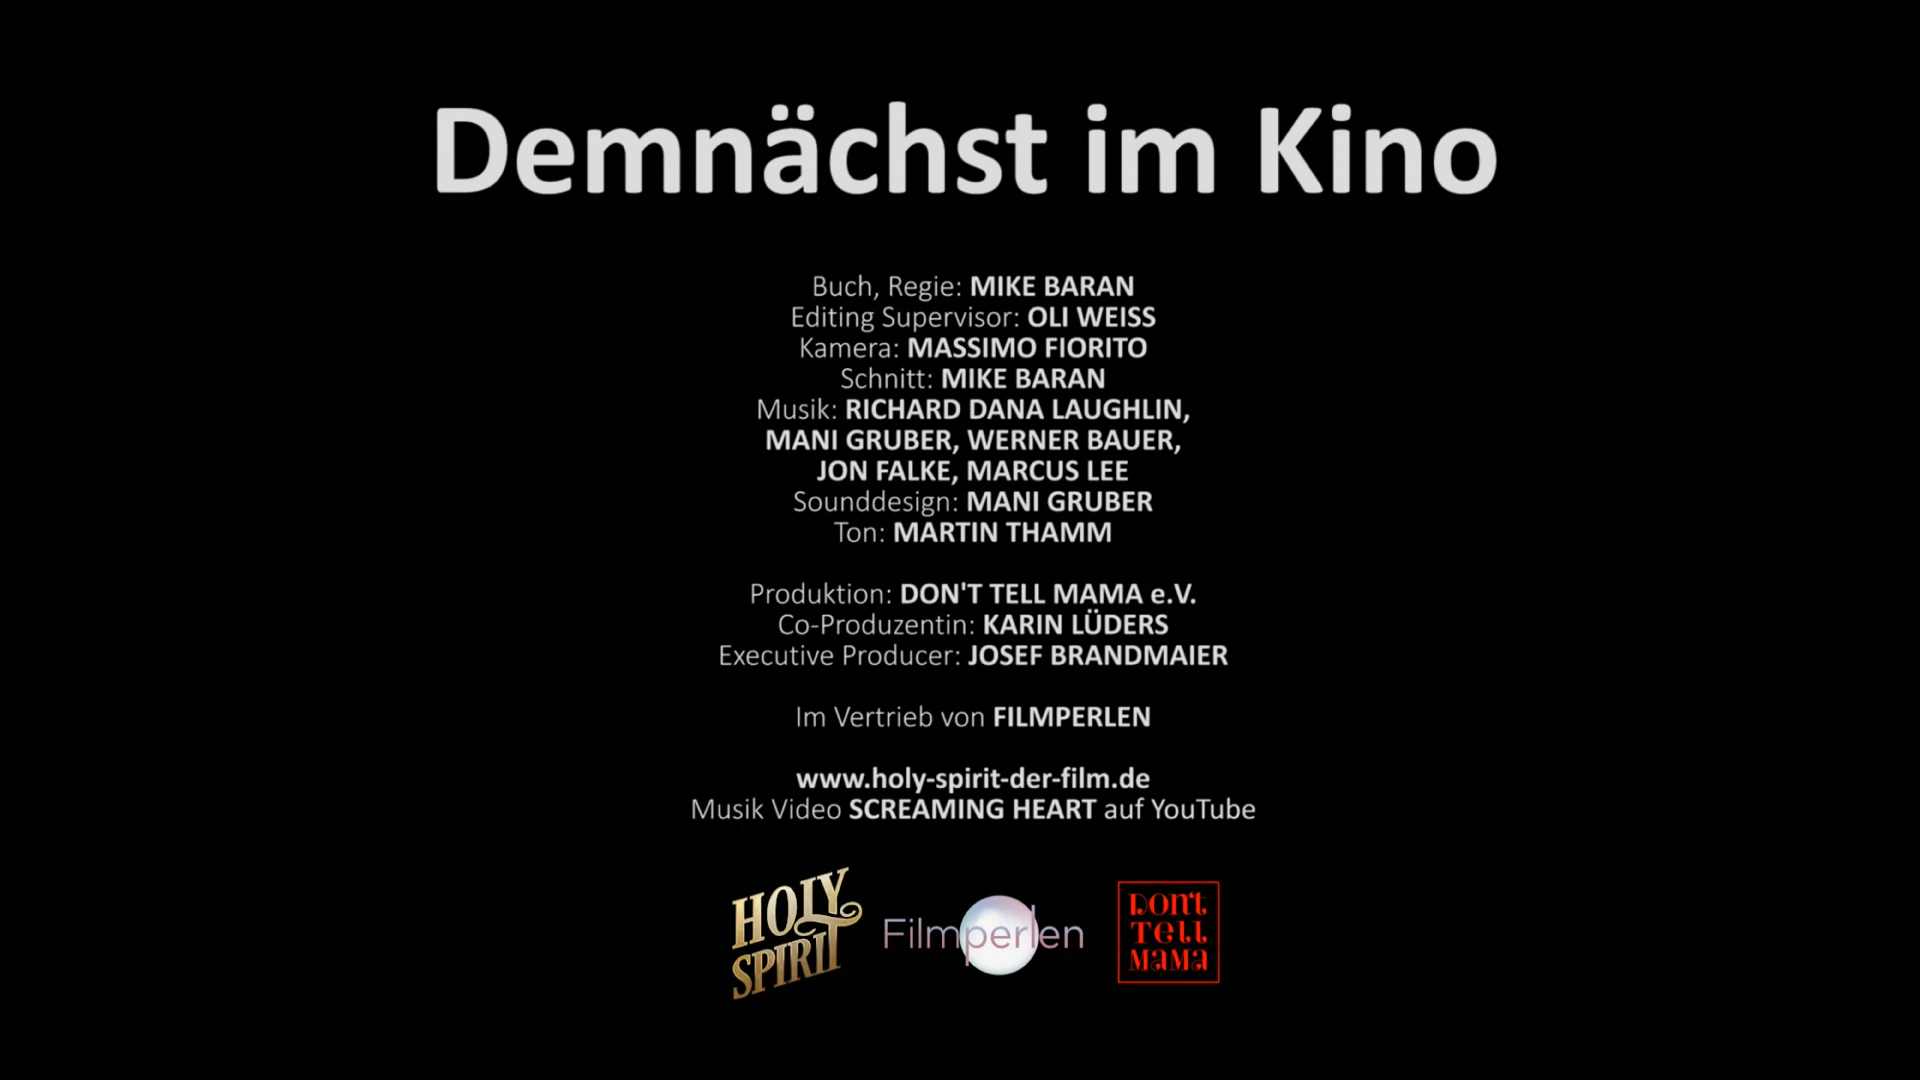 Demnächst im Kino
Buch, Regie: MIKE BARAN
Editing Supervisor: OLI WEISS
Kamera: MASSIMO FIORITO
Schnitt: MIKE BARAN
Musik: RICHARD DANA LAUGHLIN,
MANI GRUBER, WERNER BAUER,
JON FALKE, MARCUS LEE
Sounddesign: MANI GRUBER
Ton: MARTIN THAMM
Produktion: DON'T TELL MAMA e.V.
Co-Produzentin: KARIN LÜDERS
Executive Producer: JOSEF BRANDMAIER
Im Vertrieb von FILMPERLEN
www.holy-spirit-der-film.de
Musik Video SCREAMING HEART auf YouTube
HOLY
SPIRIT
Filmperlen
DON'T
TELL
MAMA